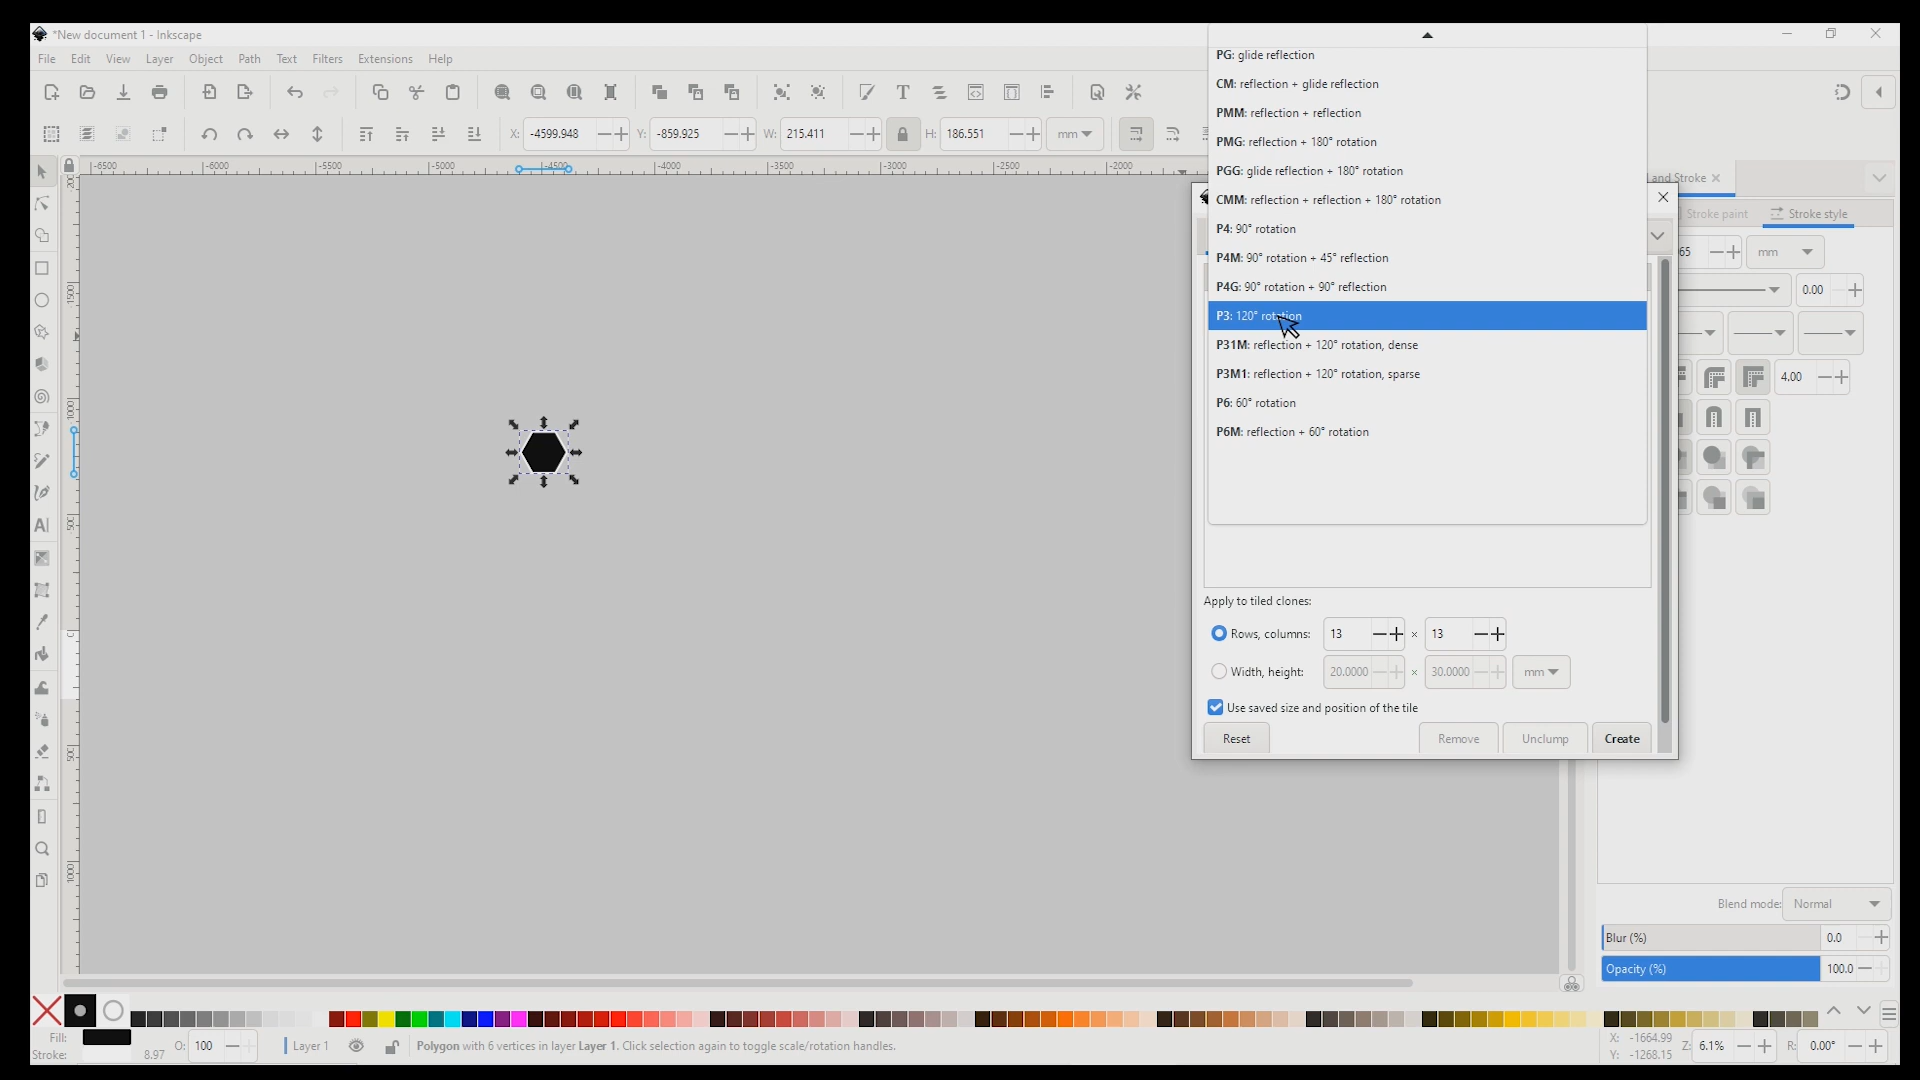 *New document 1 - Inkscape
File Edit View Layer Object Path Text Filters Extensions Help
X: -4599.948 Y: -859.925 W: 215.411 H: 186.551 mm
-6500 -6000 -5500 -5000 -4500 -4000 -3500 -3000 -2500 -2000
PG: glide reflection
CM: reflection + glide reflection
PMM: reflection + reflection
PMG: reflection + 180° rotation
PGG: glide reflection + 180° rotation
CMM: reflection + reflection + 180° rotation
P4: 90° rotation
P4M: 90° rotation + 45° reflection
P4G: 90° rotation + 90° reflection
P3: 120° rotation
P31M: reflection + 120° rotation, dense
P3M1: reflection + 120° rotation, sparse
P6: 60° rotation
P6M: reflection + 60° rotation
Apply to tiled clones:
Rows, columns: 13 × 13
Width, height: 20.0000 × 30.0000 mm
Use saved size and position of the tile
Reset Remove Unclump Create
and Stroke
Stroke paint Stroke style
65 mm
0.00
4.00
Blend mode: Normal
Blur (%) 0.0
Opacity (%) 100.0
Fill:
Stroke: 8.97
O: 100
Layer 1
Polygon with 6 vertices in layer Layer 1. Click selection again to toggle scale/rotation handles.
X: -1664.99
Y: -1268.15
Z: 6.1%
R: 0.00°